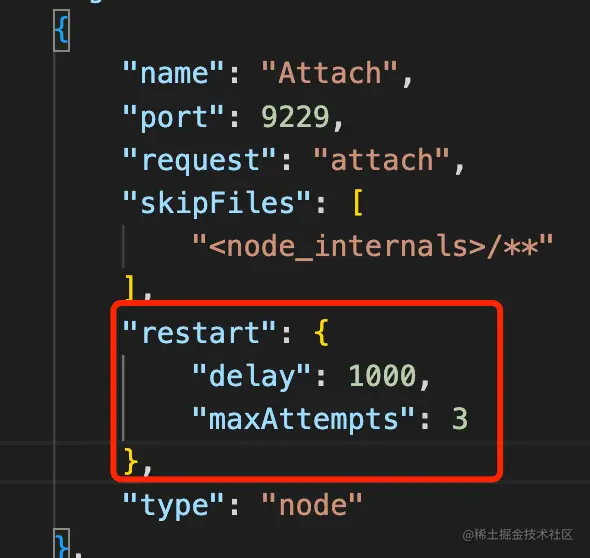 {
"name": "Attach",
"port": 9229,
"request": "attach",
"skipFiles": [
"<node_internals>/**"
],
"restart": {
"delay": 1000,
"maxAttempts": 3
},
"type": "node"
},
@稀土掘金技术社区